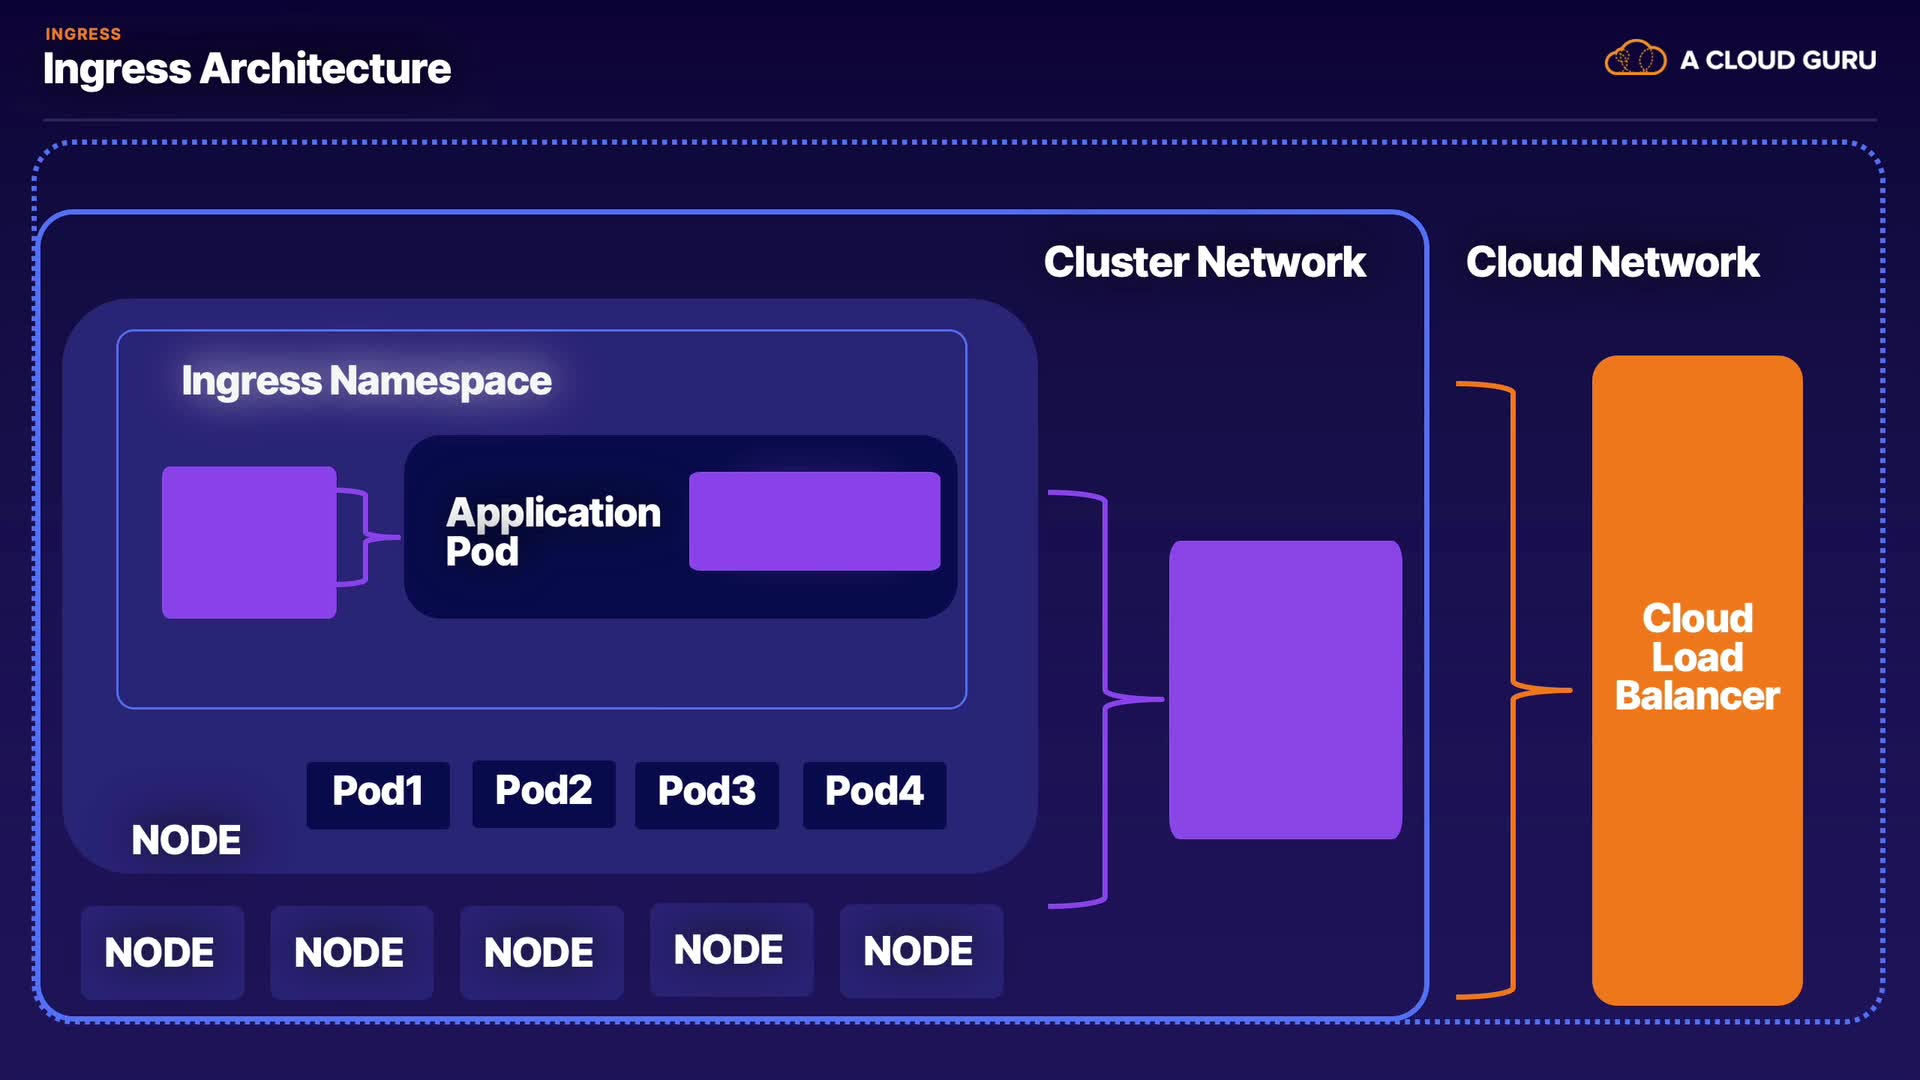 INGRESS
Ingress Architecture
A CLOUD GURU
Cluster Network
Cloud Network
Ingress Namespace
Application
Pod
Cloud
Load
Balancer
Pod1
Pod2
Pod3
Pod4
NODE
NODE
NODE
NODE
NODE
NODE